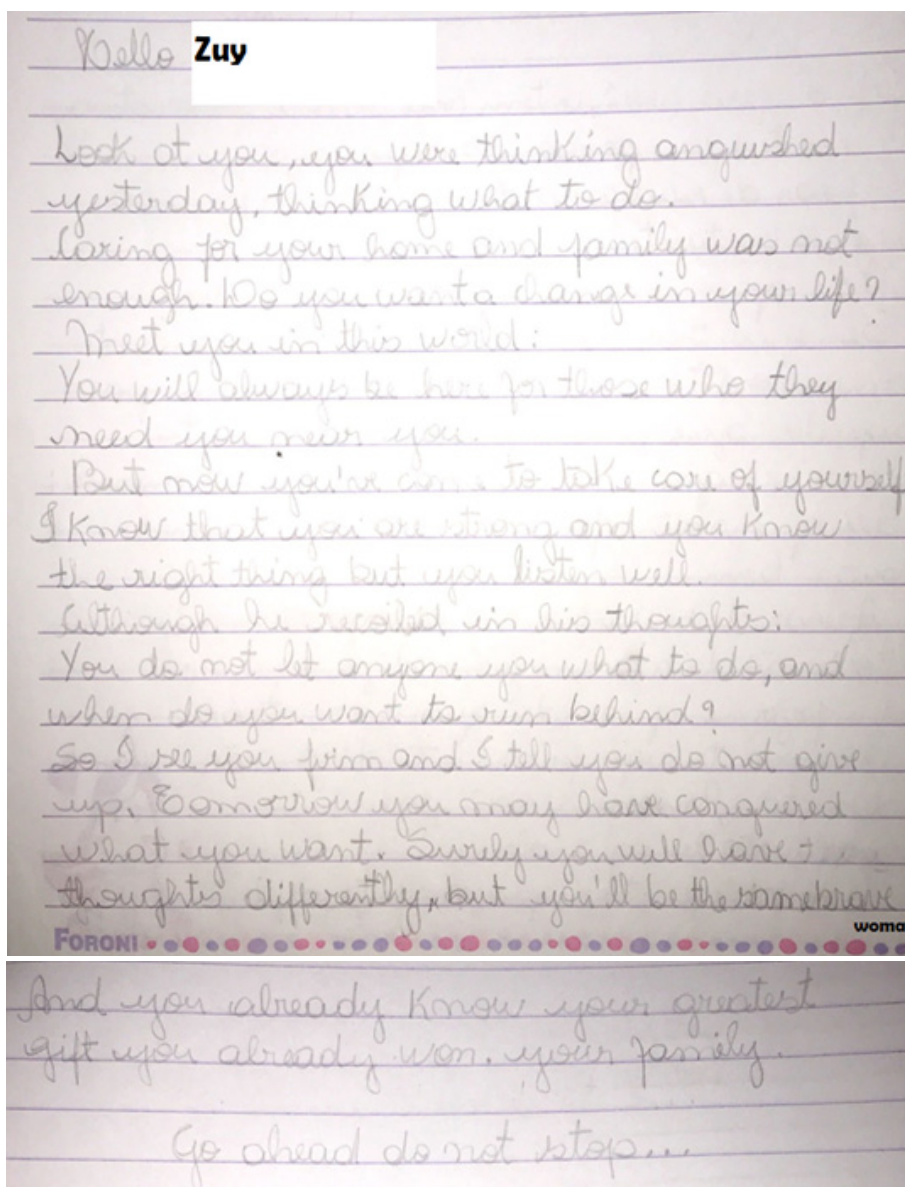 Hello Zuy
Look at you, you were thinking anguished
yesterday, thinking what to do.
Caring for your home and family was not
enough. Do you want a change in your life?
Meet you in this world:
You will always be here for those who they
need you near you.
But now you've come to take care of yourself
I know that you are strong and you know
the right thing but you listen well.
Although he recoiled in his thoughts:
You do not let anyone you what to do, and
when do you want to run behind?
So I see you firm and I tell you do not give
up. Tomorrow you may have conquered
what you want. Surely you will have
thoughts differently, but you'll be the same brave
woma
FORONI
And you already know your greatest
gift you already won. your family.
Go ahead do not stop...